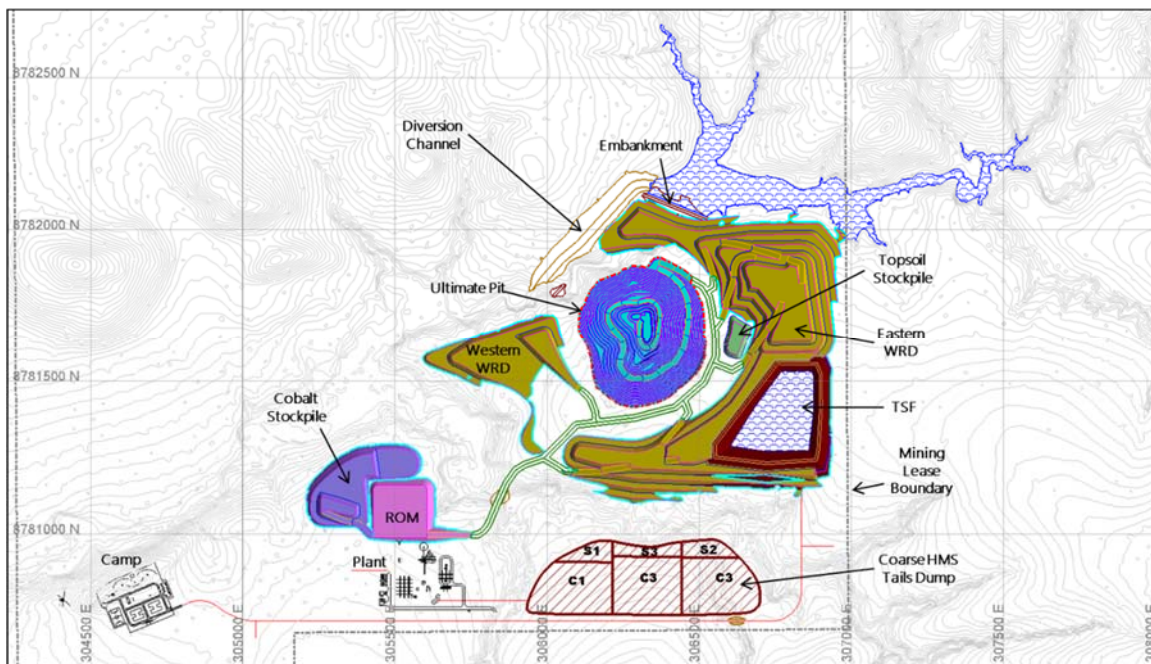 8782500 N
Diversion
Channel
Embankment
8782000 N
Topsoil
Stockpile
Ultimate Pit
Western
WRD
Eastern
WRD
8781500 N
Cobalt
Stockpile
TSF
Mining
Lease
Boundary
ROM
8781000 N
Camp
Plant
S1
S3
S2
C1
C3
C3
Coarse HMS
Tails Dump
304500 E
305000 E
306000 E
307000 E
307500 E